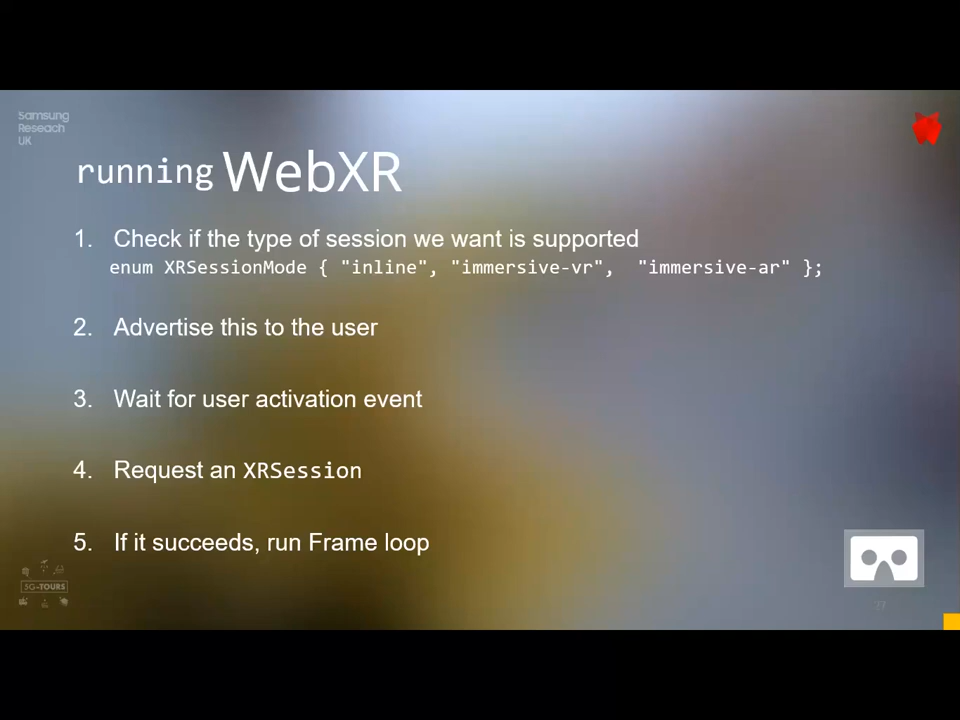 Samsung
Reseach
UK
running WebXR
1. Check if the type of session we want is supported
enum XRSessionMode { "inline", "immersive-vr", "immersive-ar" };
2. Advertise this to the user
3. Wait for user activation event
4. Request an XRSession
5. If it succeeds, run Frame loop
5G-TOURS